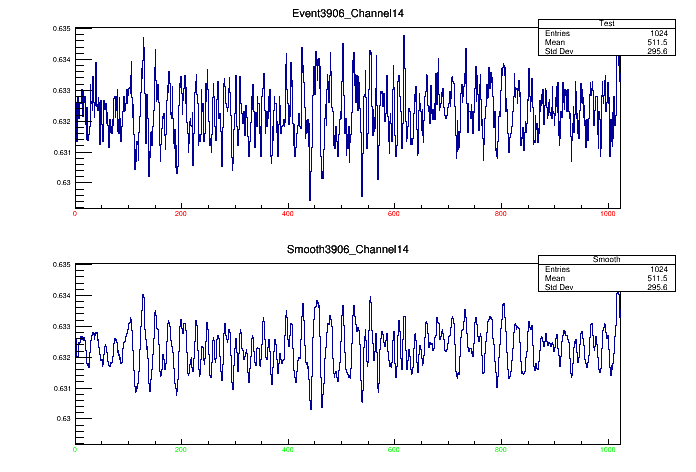 Event3906_Channel14
Test
Entries 1024
Mean 511.5
Std Dev 295.6
0.635
0.634
0.633
0.632
0.631
0.63
0 200 400 600 800 1000
Smooth3906_Channel14
Smooth
Entries 1024
Mean 511.5
Std Dev 295.6
0.635
0.634
0.633
0.632
0.631
0.63
0 200 400 600 800 1000